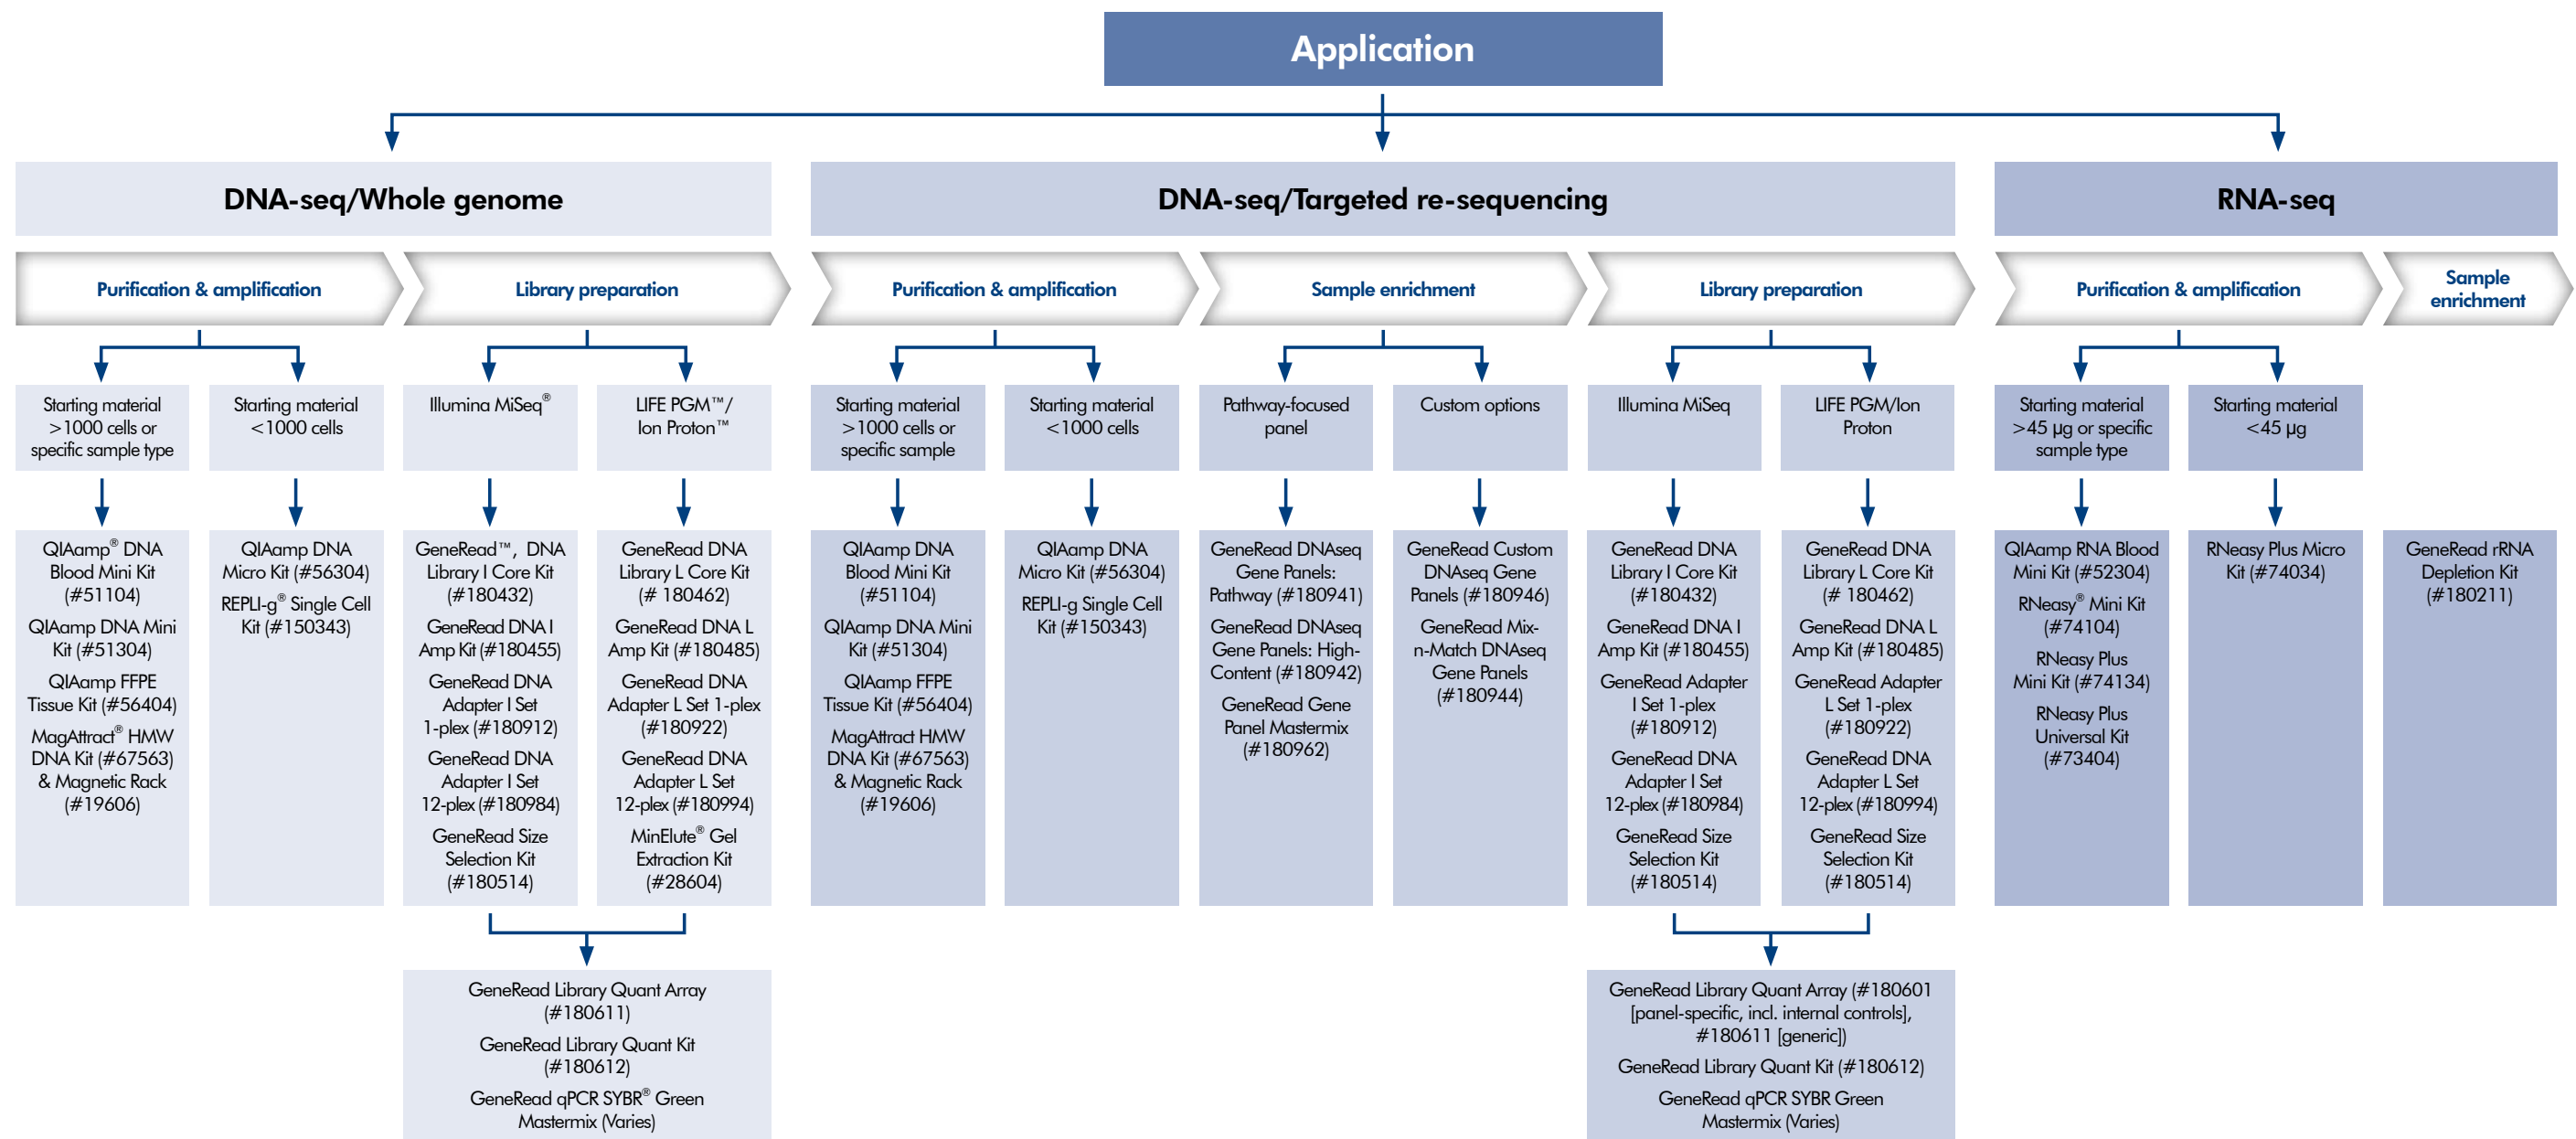 Application
DNA-seq/Whole genome
DNA-seq/Targeted re-sequencing
RNA-seq
Purification & amplification
Library preparation
Purification & amplification
Sample enrichment
Library preparation
Purification & amplification
Sample
enrichment
Starting material
>1000 cells or
specific sample type
Starting material
<1000 cells
Illumina MiSeq®
LIFE PGM™/
Ion Proton™
Starting material
>1000 cells or
specific sample
Starting material
<1000 cells
Pathway-focused
panel
Custom options
Illumina MiSeq
LIFE PGM/Ion
Proton
Starting material
>45 µg or specific
sample type
Starting material
<45 µg
QIAamp® DNA
Blood Mini Kit
(#51104)
QIAamp DNA Mini
Kit (#51304)
QIAamp FFPE
Tissue Kit (#56404)
MagAttract® HMW
DNA Kit (#67563)
& Magnetic Rack
(#19606)
QIAamp DNA
Micro Kit (#56304)
REPLI-g® Single Cell
Kit (#150343)
GeneRead™, DNA
Library I Core Kit
(#180432)
GeneRead DNA I
Amp Kit (#180455)
GeneRead DNA
Adapter I Set
1-plex (#180912)
GeneRead DNA
Adapter I Set
12-plex (#180984)
GeneRead Size
Selection Kit
(#180514)
GeneRead DNA
Library L Core Kit
(# 180462)
GeneRead DNA L
Amp Kit (#180485)
GeneRead DNA
Adapter L Set 1-plex
(#180922)
GeneRead DNA
Adapter L Set
12-plex (#180994)
MinElute® Gel
Extraction Kit
(#28604)
QIAamp DNA
Blood Mini Kit
(#51104)
QIAamp DNA Mini
Kit (#51304)
QIAamp FFPE
Tissue Kit (#56404)
MagAttract HMW
DNA Kit (#67563)
& Magnetic Rack
(#19606)
QIAamp DNA
Micro Kit (#56304)
REPLI-g Single Cell
Kit (#150343)
GeneRead DNAseq
Gene Panels:
Pathway (#180941)
GeneRead DNAseq
Gene Panels: High-
Content (#180942)
GeneRead Gene
Panel Mastermix
(#180962)
GeneRead Custom
DNAseq Gene
Panels (#180946)
GeneRead Mix-
n-Match DNAseq
Gene Panels
(#180944)
GeneRead DNA
Library I Core Kit
(#180432)
GeneRead DNA I
Amp Kit (#180455)
GeneRead Adapter
I Set 1-plex
(#180912)
GeneRead DNA
Adapter I Set
12-plex (#180984)
GeneRead Size
Selection Kit
(#180514)
GeneRead DNA
Library L Core Kit
(# 180462)
GeneRead DNA L
Amp Kit (#180485)
GeneRead Adapter
L Set 1-plex
(#180922)
GeneRead DNA
Adapter L Set
12-plex (#180994)
GeneRead Size
Selection Kit
(#180514)
QIAamp RNA Blood
Mini Kit (#52304)
RNeasy® Mini Kit
(#74104)
RNeasy Plus
Mini Kit (#74134)
RNeasy Plus
Universal Kit
(#73404)
RNeasy Plus Micro
Kit (#74034)
GeneRead rRNA
Depletion Kit
(#180211)
GeneRead Library Quant Array
(#180611)
GeneRead Library Quant Kit
(#180612)
GeneRead qPCR SYBR® Green
Mastermix (Varies)
GeneRead Library Quant Array (#180601
[panel-specific, incl. internal controls],
#180611 [generic])
GeneRead Library Quant Kit (#180612)
GeneRead qPCR SYBR Green
Mastermix (Varies)